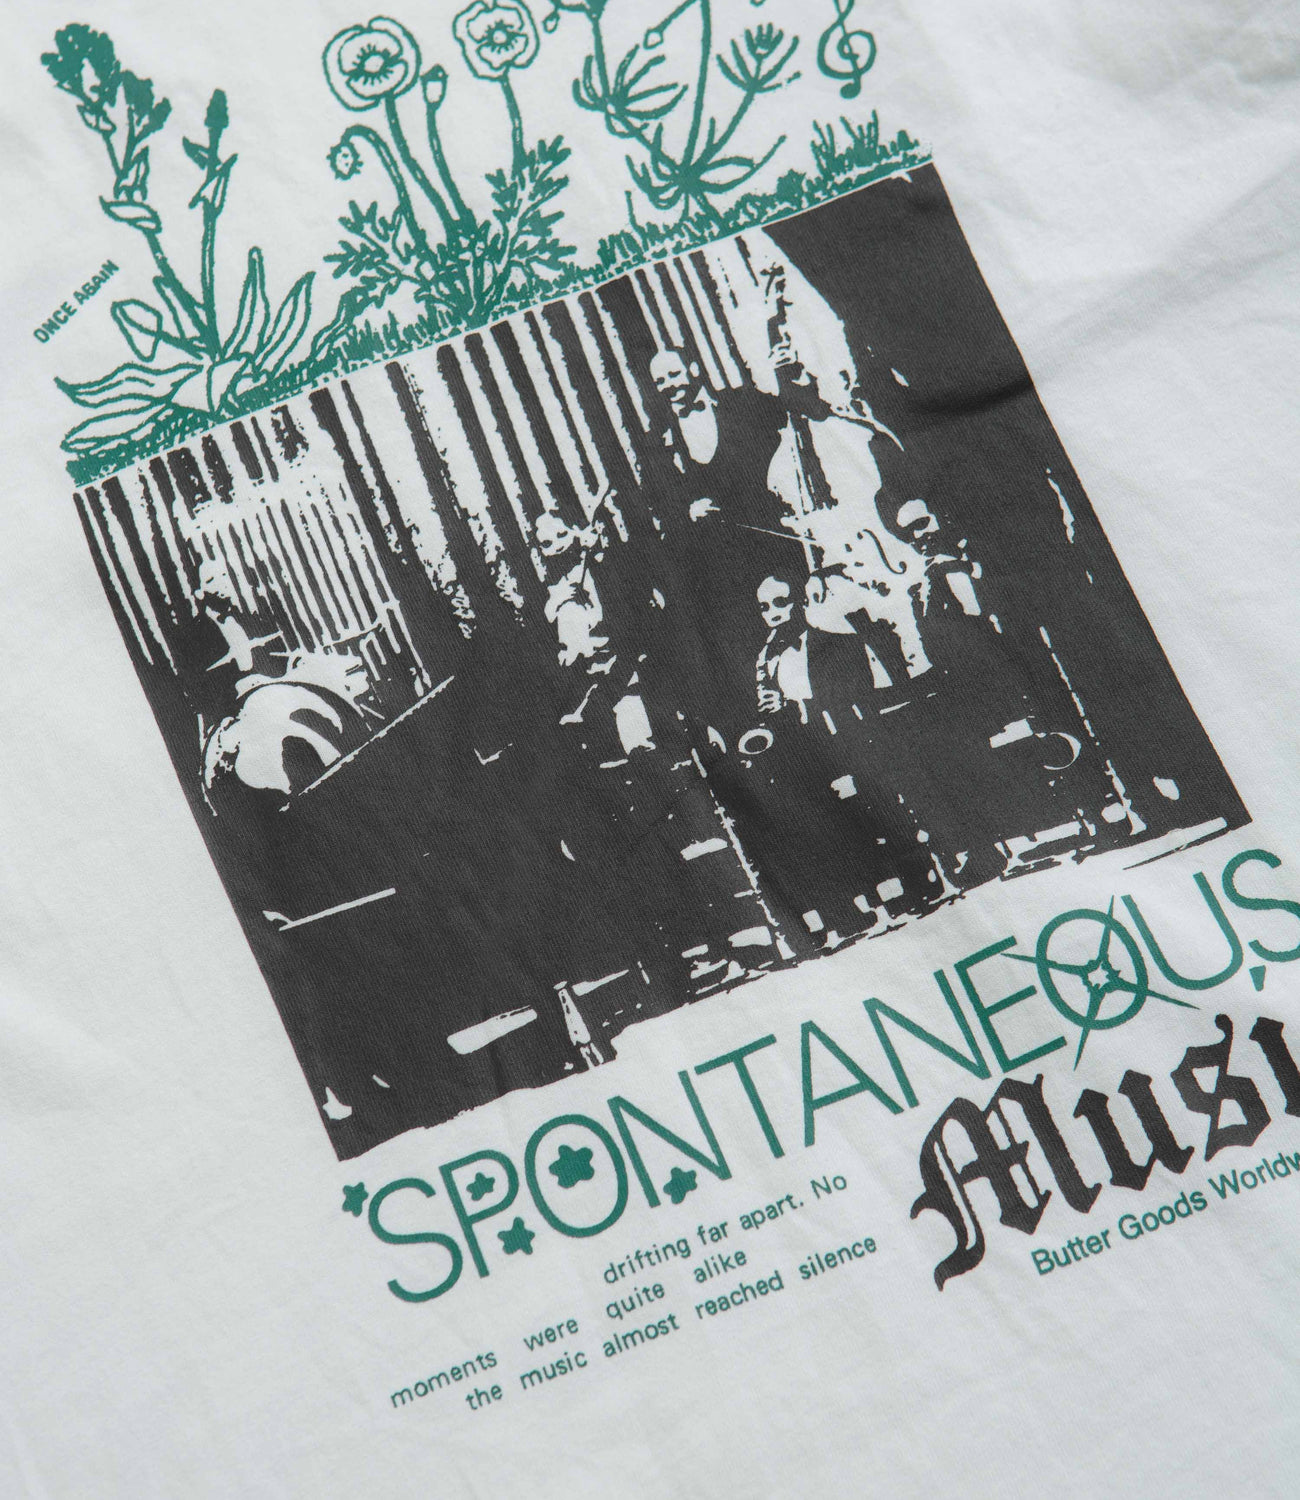 ONCE AGAIN
SPONTANEOUS
Musi
Butter Goods Worldw
drifting far apart. No
moments were quite alike
the music almost reached silence